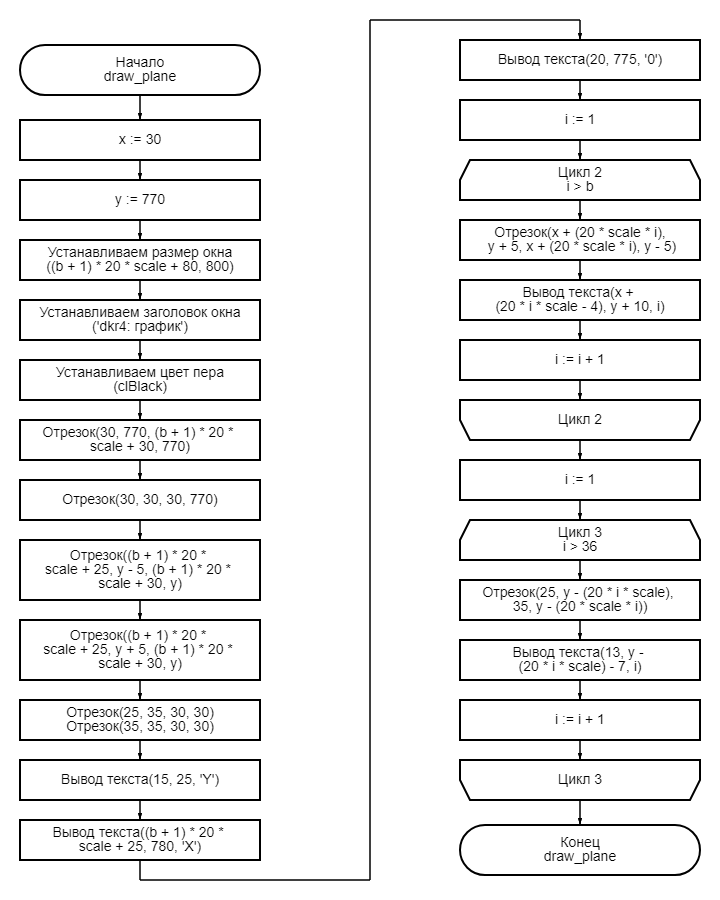 Начало
draw_plane
x := 30
y := 770
Устанавливаем размер окна
((b + 1) * 20 * scale + 80, 800)
Устанавливаем заголовок окна
('dkr4: график')
Устанавливаем цвет пера
(clBlack)
Отрезок(30, 770, (b + 1) * 20 *
scale + 30, 770)
Отрезок(30, 30, 30, 770)
Отрезок((b + 1) * 20 *
scale + 25, y - 5, (b + 1) * 20 *
scale + 30, y)
Отрезок((b + 1) * 20 *
scale + 25, y + 5, (b + 1) * 20 *
scale + 30, y)
Отрезок(25, 35, 30, 30)
Отрезок(35, 35, 30, 30)
Вывод текста(15, 25, 'Y')
Вывод текста((b + 1) * 20 *
scale + 25, 780, 'X')
Вывод текста(20, 775, '0')
i := 1
Цикл 2
i > b
Отрезок(x + (20 * scale * i),
y + 5, x + (20 * scale * i), y - 5)
Вывод текста(x +
(20 * i * scale - 4), y + 10, i)
i := i + 1
Цикл 2
i := 1
Цикл 3
i > 36
Отрезок(25, y - (20 * i * scale),
35, y - (20 * scale * i))
Вывод текста(13, y -
(20 * i * scale) - 7, i)
i := i + 1
Цикл 3
Конец
draw_plane